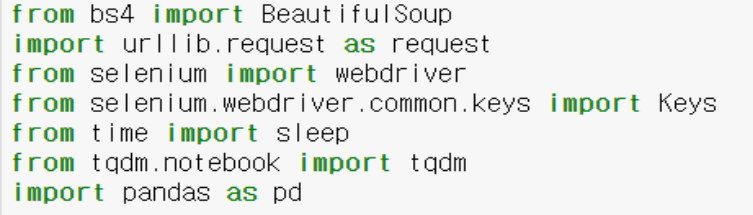 from bs4 import BeautifulSoup
import urllib.request as request
from selenium import webdriver
from selenium.webdriver.common.keys import Keys
from time import sleep
from tqdm.notebook import tqdm
import pandas as pd